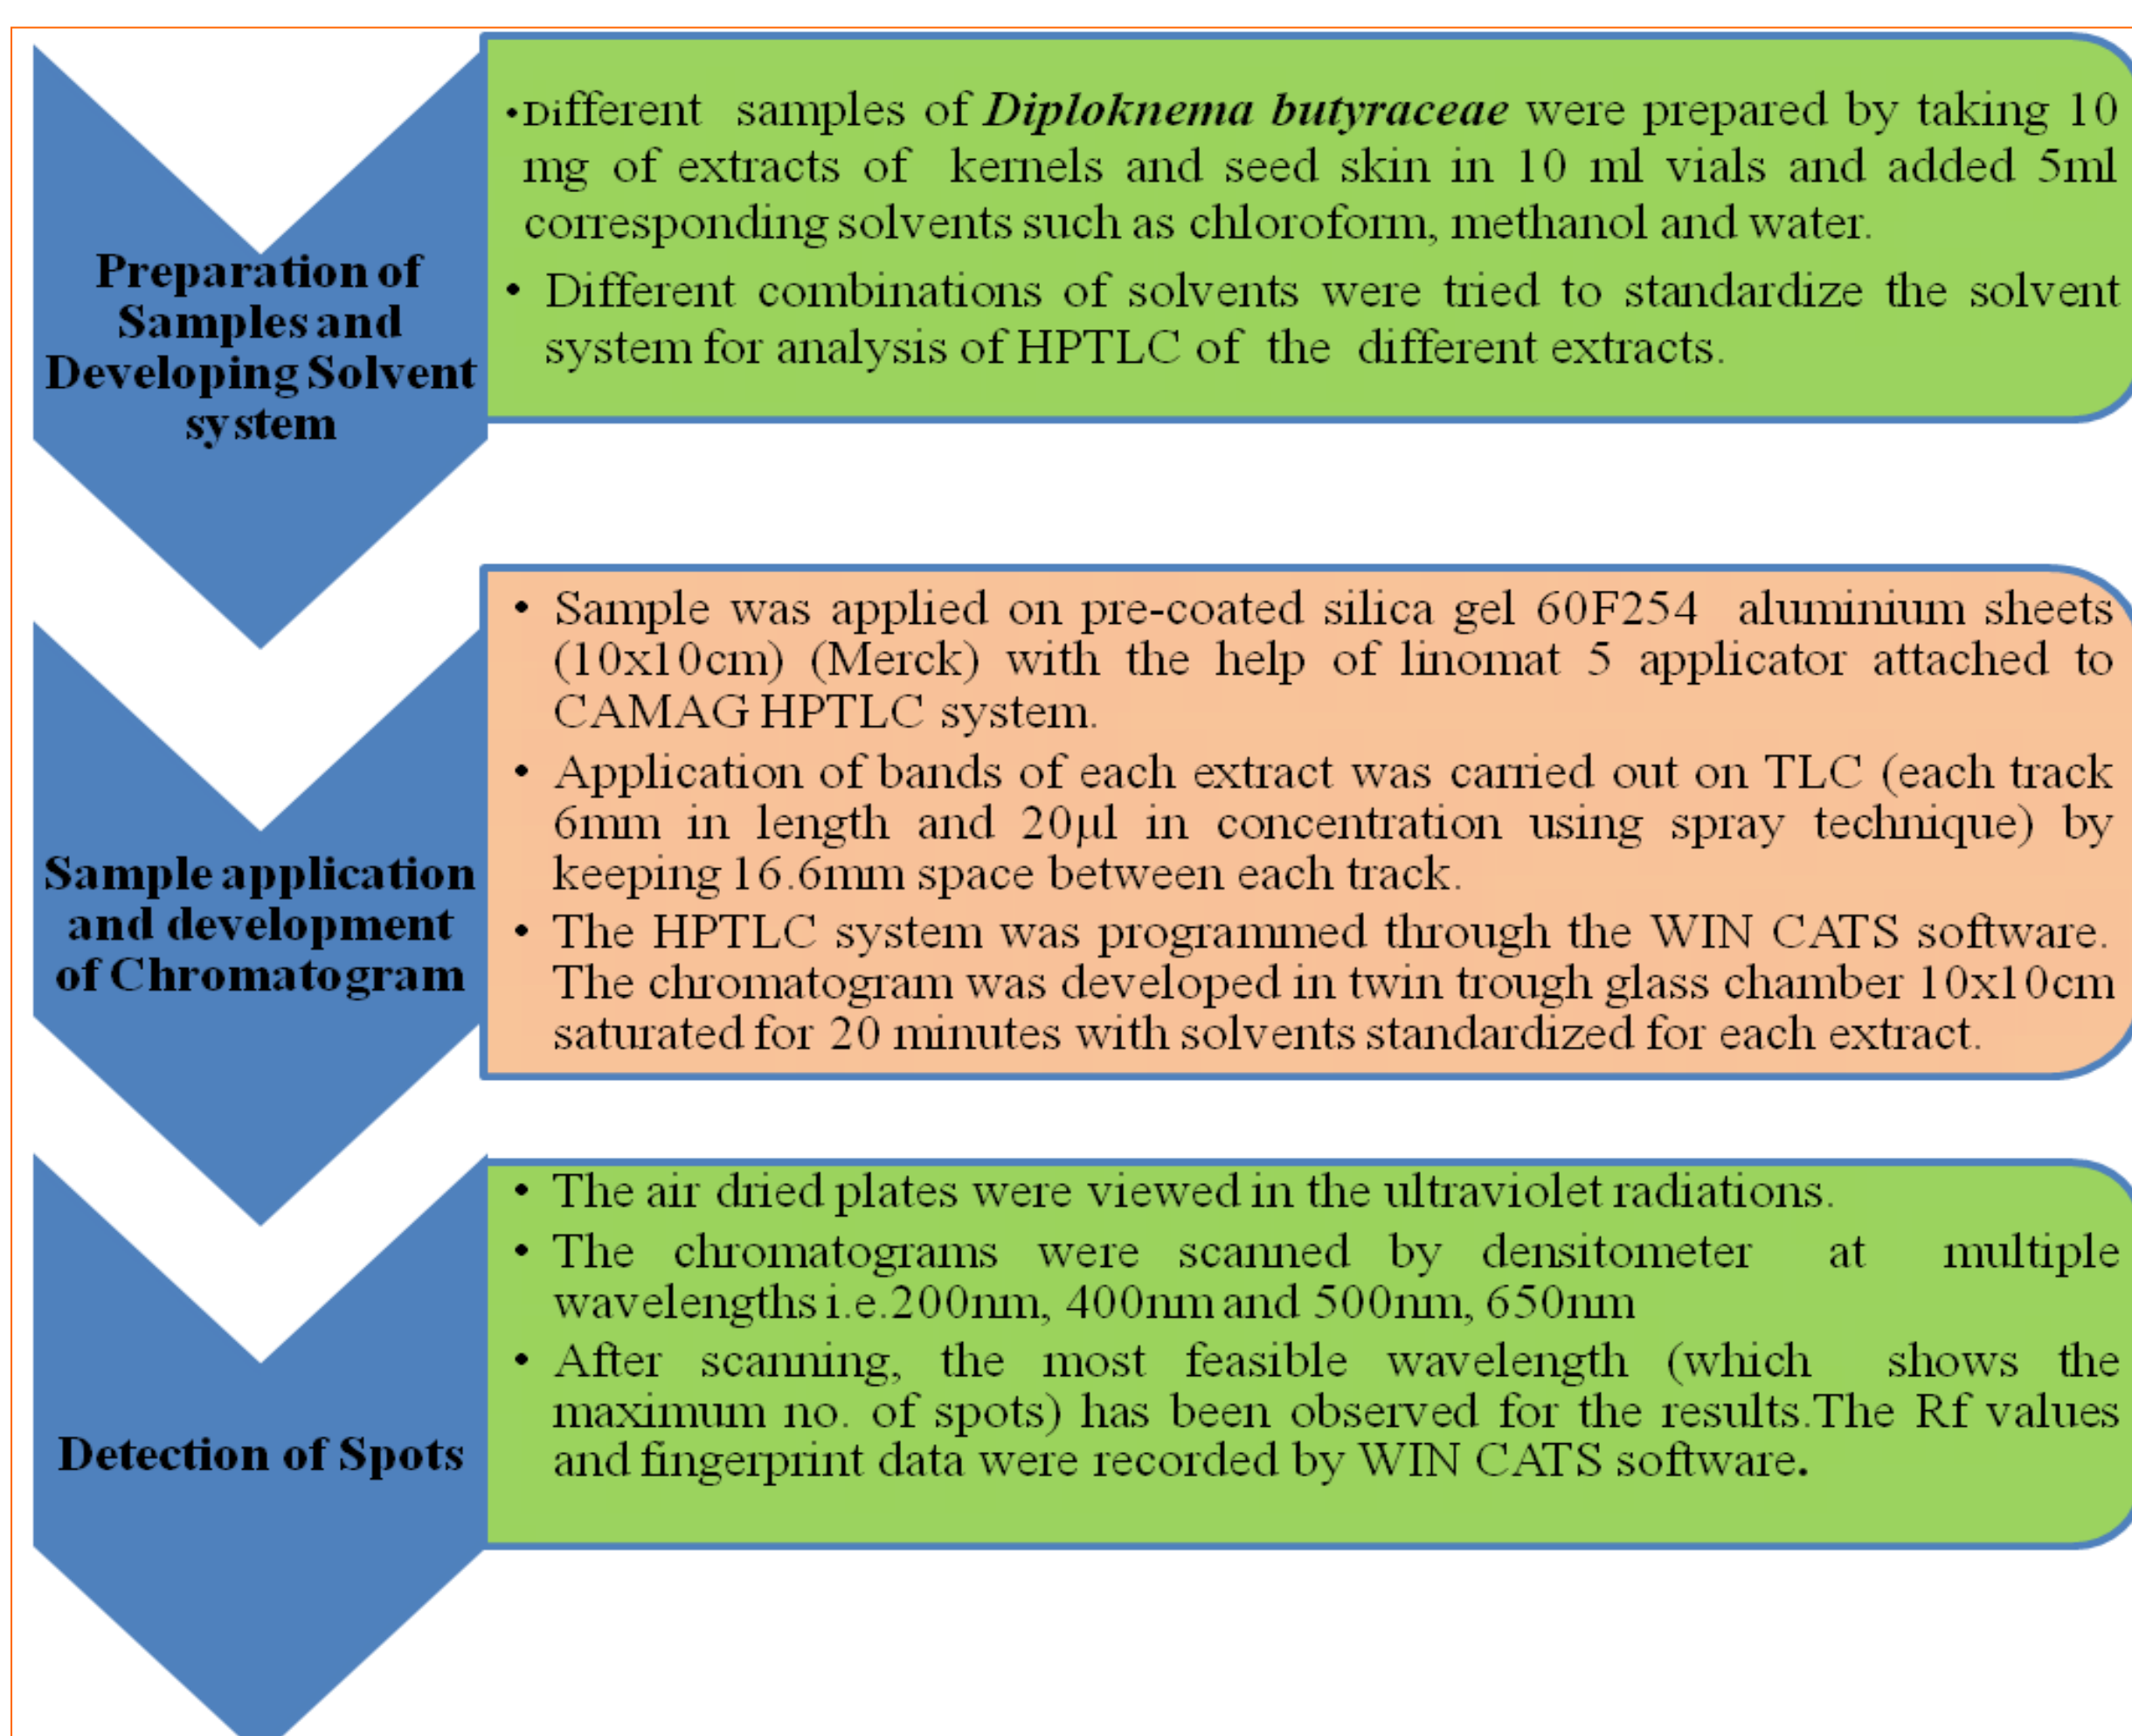 Preparation of
Samples and
Developing Solvent
system
•Different samples of Diploknema butyraceae were prepared by taking 10
mg of extracts of kernels and seed skin in 10 ml vials and added 5ml
corresponding solvents such as chloroform, methanol and water.
• Different combinations of solvents were tried to standardize the solvent
system for analysis of HPTLC of the different extracts.
Sample application
and development
of Chromatogram
• Sample was applied on pre-coated silica gel 60F254 aluminium sheets
(10x10cm) (Merck) with the help of linomat 5 applicator attached to
CAMAG HPTLC system.
• Application of bands of each extract was carried out on TLC (each track
6mm in length and 20µl in concentration using spray technique) by
keeping 16.6mm space between each track.
• The HPTLC system was programmed through the WIN CATS software.
The chromatogram was developed in twin trough glass chamber 10x10cm
saturated for 20 minutes with solvents standardized for each extract.
Detection of Spots
• The air dried plates were viewed in the ultraviolet radiations.
• The chromatograms were scanned by densitometer at multiple
wavelengths i.e.200nm, 400nm and 500nm, 650nm
• After scanning, the most feasible wavelength (which shows the
maximum no. of spots) has been observed for the results.The Rf values
and fingerprint data were recorded by WIN CATS software.